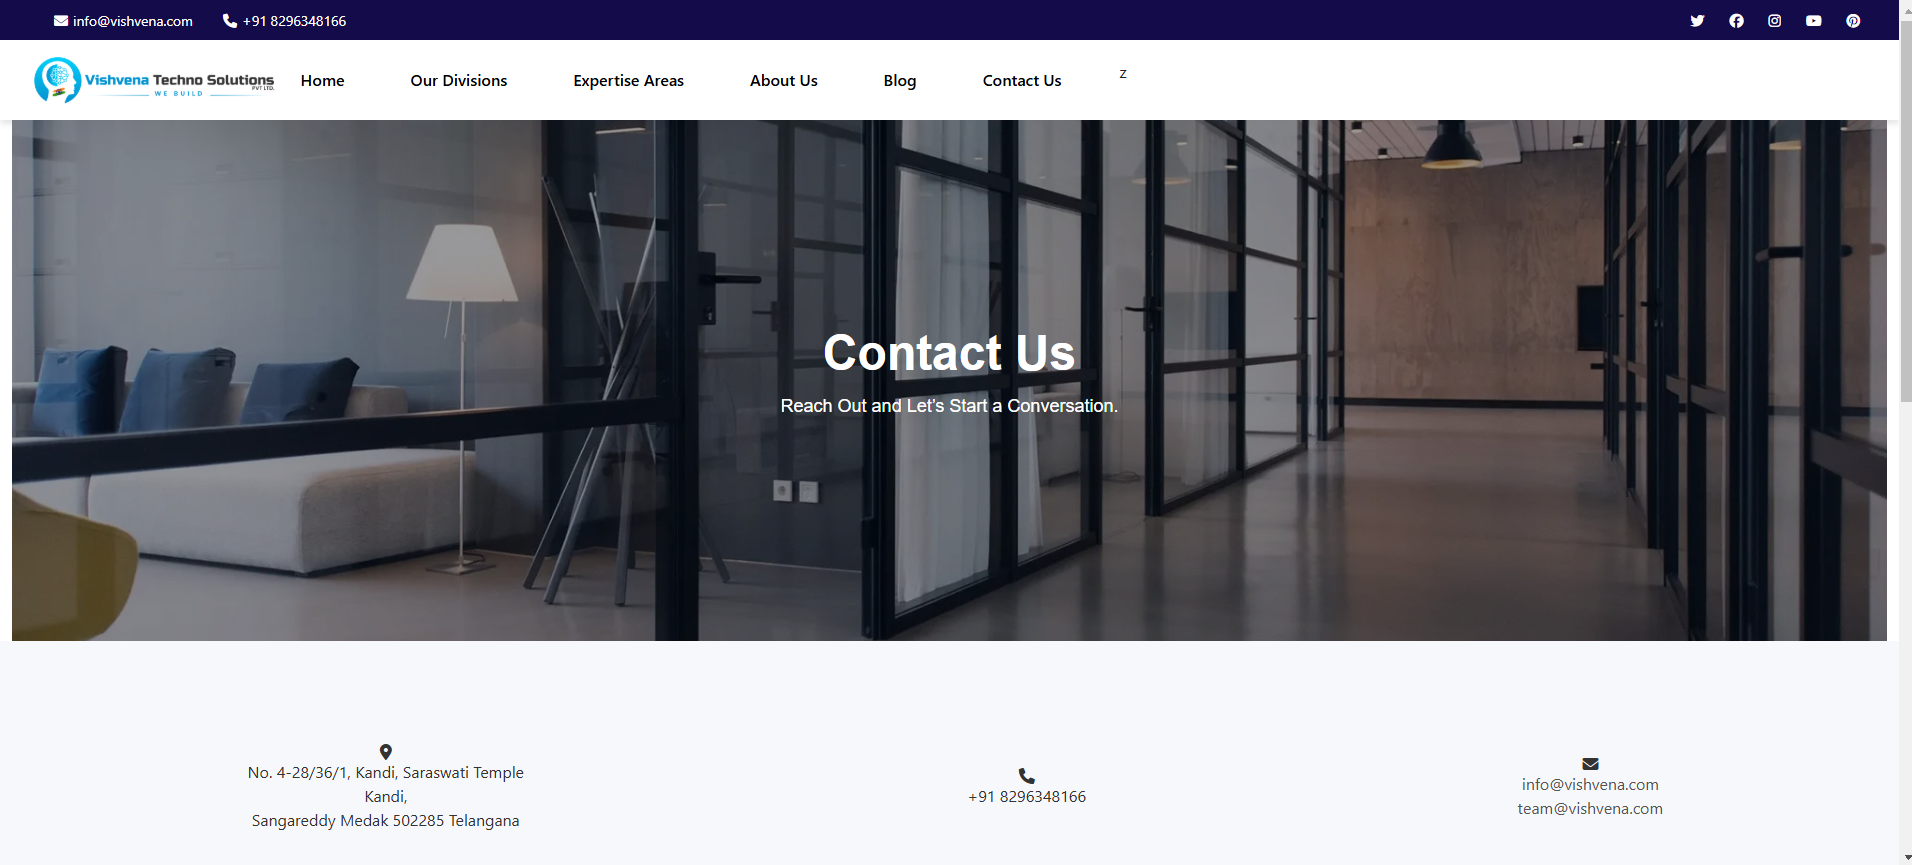 info@vishvena.com +91 8296348166
Vishvena Techno Solutions
PVT LTD.
WE BUILD
Home Our Divisions Expertise Areas About Us Blog Contact Us z
Contact Us
Reach Out and Let's Start a Conversation.
No. 4-28/36/1, Kandi, Saraswati Temple
Kandi,
Sangareddy Medak 502285 Telangana
+91 8296348166
info@vishvena.com
team@vishvena.com